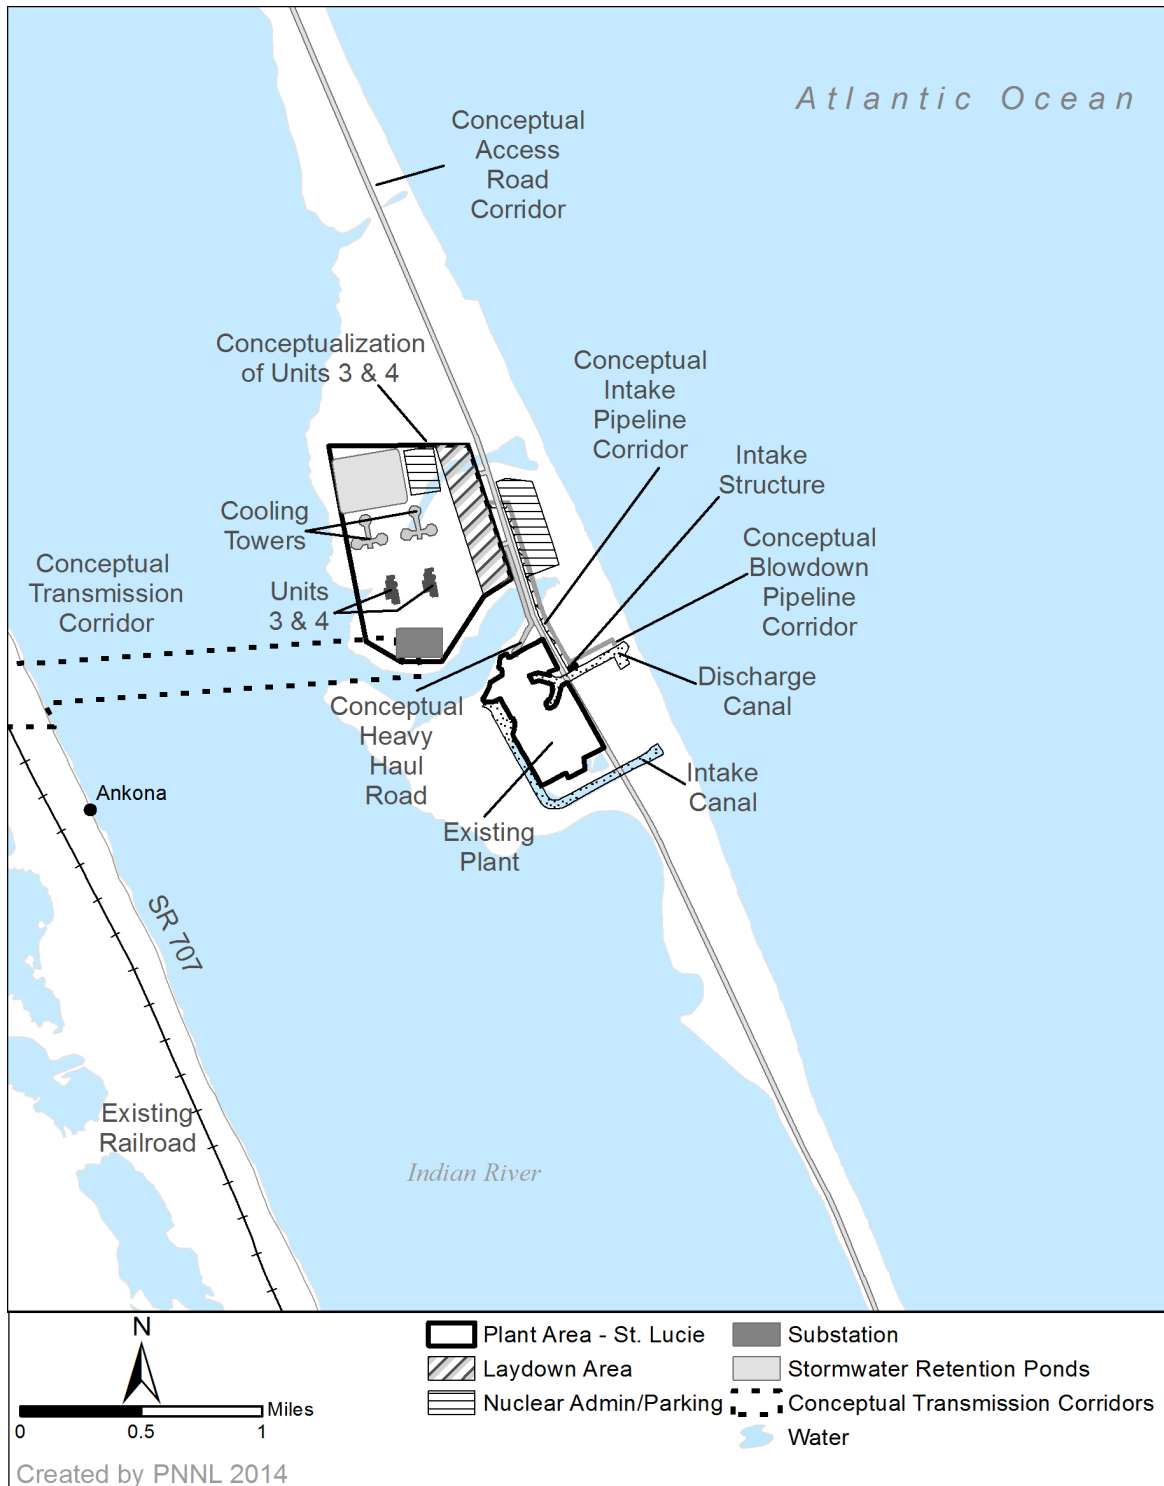 Atlantic Ocean
Conceptual
Access
Road
Corridor
Conceptualization
of Units 3 & 4
Conceptual
Intake
Pipeline
Corridor
Intake
Structure
Cooling
Towers
Conceptual
Blowdown
Pipeline
Corridor
Conceptual
Transmission
Corridor
Units
3 & 4
Discharge
Canal
Conceptual
Heavy
Haul
Road
Intake
Canal
Ankona
Existing
Plant
SR 707
Existing
Railroad
Indian River
N
0 0.5 1 Miles
Plant Area - St. Lucie
Laydown Area
Nuclear Admin/Parking
Substation
Stormwater Retention Ponds
Conceptual Transmission Corridors
Water
Created by PNNL 2014